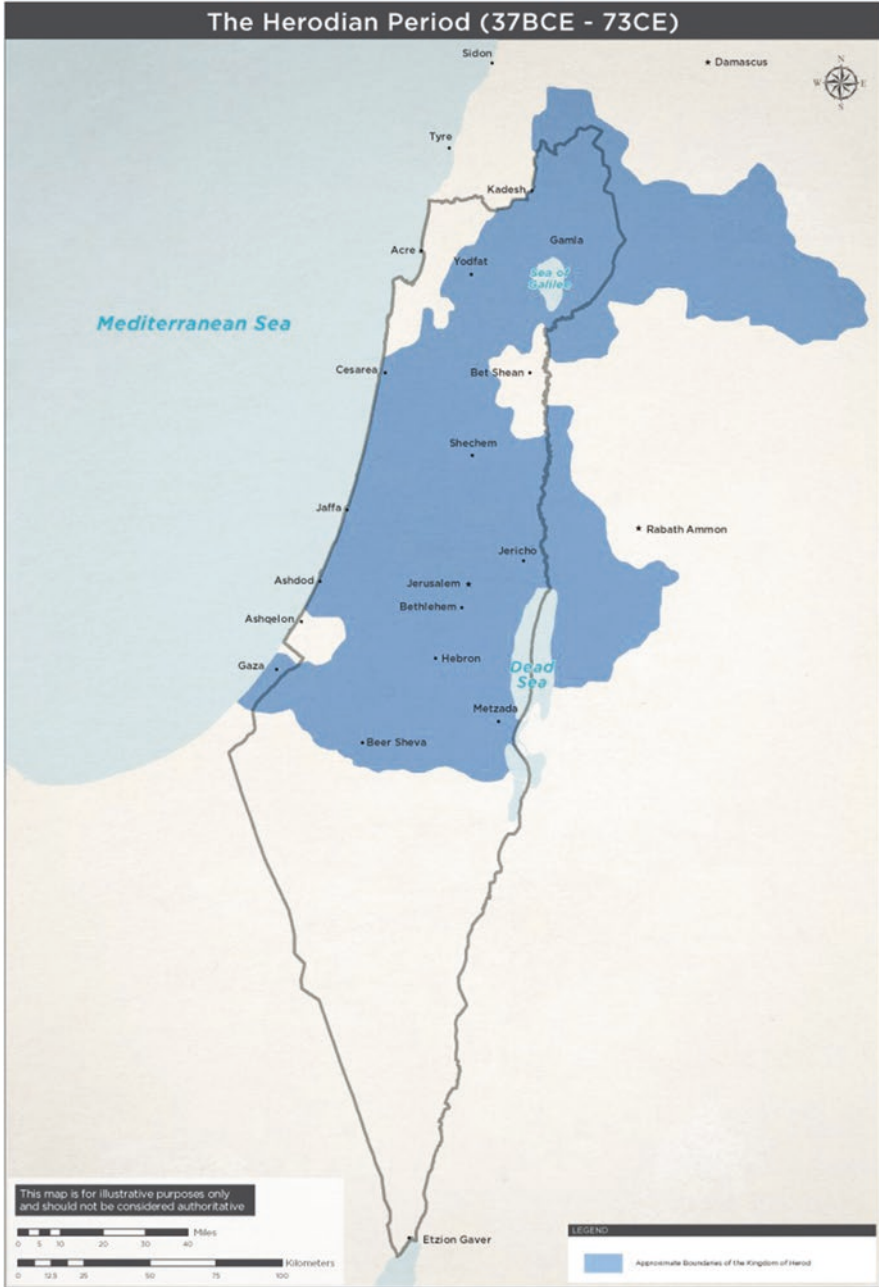 The Herodian Period (37BCE - 73CE)
Sidon
Damascus
N
W
E
S
Tyre
Kadesh
Gamla
Acre
Yodfat
Sea of
Galilee
Mediterranean Sea
Cesarea
Bet Shean
Shechem
Jaffa
Rabath Ammon
Jericho
Ashdod
Jerusalem
Bethlehem
Ashqelon
Hebron
Gaza
Dead
Sea
Metzada
Beer Sheva
This map is for illustrative purposes only
and should not be considered authoritative
Miles
0 5 10 20 30 40
Kilometers
0 12.5 25 50 75 100
Etzion Gaver
LEGEND
Approximate Boundaries of the Kingdom of Herod